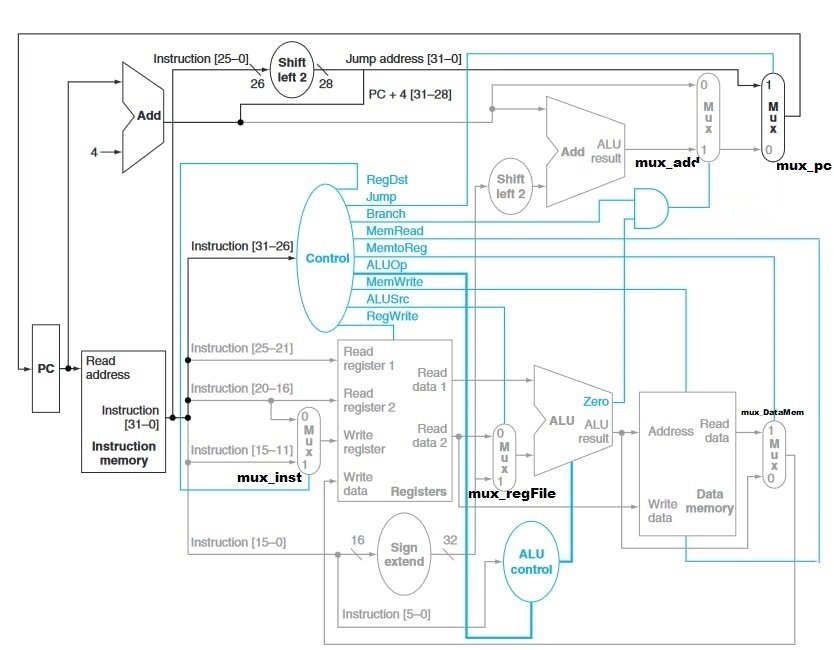 Instruction [25–0]
26
Shift
left 2
28
Jump address [31–0]
PC + 4 [31–28]
Add
4
Add
ALU
result
Shift
left 2
0
M
u
x
1
mux_add
1
M
u
x
0
mux_pc
RegDst
Jump
Branch
MemRead
MemtoReg
ALUOp
MemWrite
ALUSrc
RegWrite
Control
Instruction [31–26]
PC
Read
address
Instruction
[31–0]
Instruction
memory
Instruction [25–21]
Instruction [20–16]
Instruction [15–11]
0
M
u
x
1
mux_inst
Read
register 1
Read
register 2
Write
register
Write
data
Read
data 1
Read
data 2
Registers
0
M
u
x
1
mux_regFile
Zero
ALU
ALU
result
Address
Read
data
Write
data
Data
memory
mux_DataMem
1
M
u
x
0
Instruction [15–0]
16
Sign
extend
32
ALU
control
Instruction [5–0]